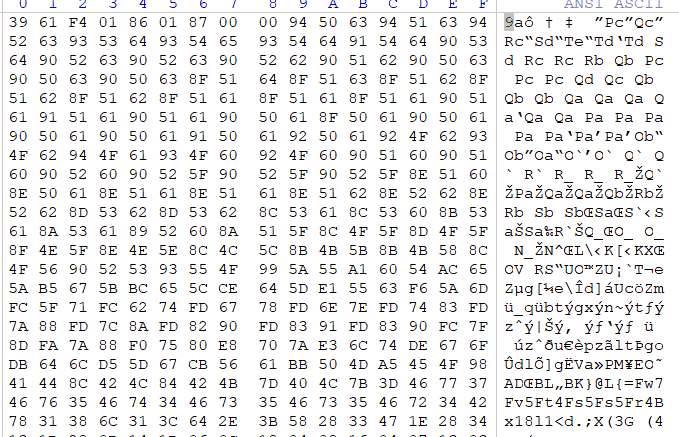 0 1 2 3 4 5 6 7 8 9 A B C D E F ANSI ASCII
39 61 F4 01 86 01 87 00 00 94 50 63 94 51 63 94 9aô † ‡ ”Pc”Qc”
52 63 93 53 64 93 54 65 93 54 64 91 54 64 90 53 Rc“Sd“Te“Td‘Td S
64 90 52 63 90 52 63 90 52 62 90 51 62 90 50 63 d Rc Rc Rb Qb Pc
90 50 63 90 50 63 8F 51 64 8F 51 63 8F 51 62 8F Pc Pc Qd Qc Qb
51 62 8F 51 62 8F 51 61 8F 51 61 8F 51 61 90 51 Qb Qb Qa Qa Qa Q
61 91 51 61 90 51 61 90 50 61 8F 50 61 90 50 61 a‘Qa Qa Pa Pa Pa
90 50 61 90 50 61 91 50 61 92 50 61 92 4F 62 93 Pa Pa‘Pa’Pa’Ob“
4F 62 94 4F 61 93 4F 60 92 4F 60 90 51 60 90 51 Ob”Oa“O`’O` Q` Q
60 90 52 60 90 52 5F 90 52 5F 90 52 5F 8E 51 60 ` R` R_ R_ R_ŽQ`
8E 50 61 8E 51 61 8E 51 61 8E 51 62 8E 52 62 8E ŽPaŽQaŽQaŽQbŽRbŽ
52 62 8D 53 62 8D 53 62 8C 53 61 8C 53 60 8B 53 Rb Sb SbŒSaŒS`‹S
61 8A 53 61 89 52 60 8A 51 5F 8C 4F 5F 8D 4F 5F aŠSa‰R`ŠQ_ŒO_ O_
8F 4E 5F 8E 4E 5E 8C 4C 5C 8B 4B 5B 8B 4B 58 8C N_ŽN^ŒL\‹K[‹KXŒ
4F 56 90 52 53 93 55 4F 99 5A 55 A1 60 54 AC 65 OV RS“UO™ZU¡`T¬e
5A B5 67 5B BC 65 5C CE 64 5D E1 55 63 F6 5A 6D Zµg[¼e\Îd]áUcöZm
FC 5F 71 FC 62 74 FD 67 78 FD 6E 7E FD 74 83 FD ü_qübtýgxýn~ýtƒý
7A 88 FD 7C 8A FD 82 90 FD 83 91 FD 83 90 FC 7F zˆý|Šý‚ ýƒ‘ýƒ ü
8D FA 7A 88 F0 75 80 E8 70 7A E3 6C 74 DE 67 6F úzˆðu€èpzãltÞgo
DB 64 6C D5 5D 67 CB 56 61 BB 50 4D A5 45 4F 98 ÛdlÕ]gËVa»PM¥EO˜
41 44 8C 42 4C 84 42 4B 7D 40 4C 7B 3D 46 77 37 ADŒBL„BK}@L{=Fw7
46 76 35 46 74 34 46 73 35 46 73 35 46 72 34 42 Fv5Ft4Fs5Fs5Fr4B
78 31 38 6C 31 3C 64 2E 3B 58 28 33 47 1E 28 34 x18l1<d.;X(3G (4